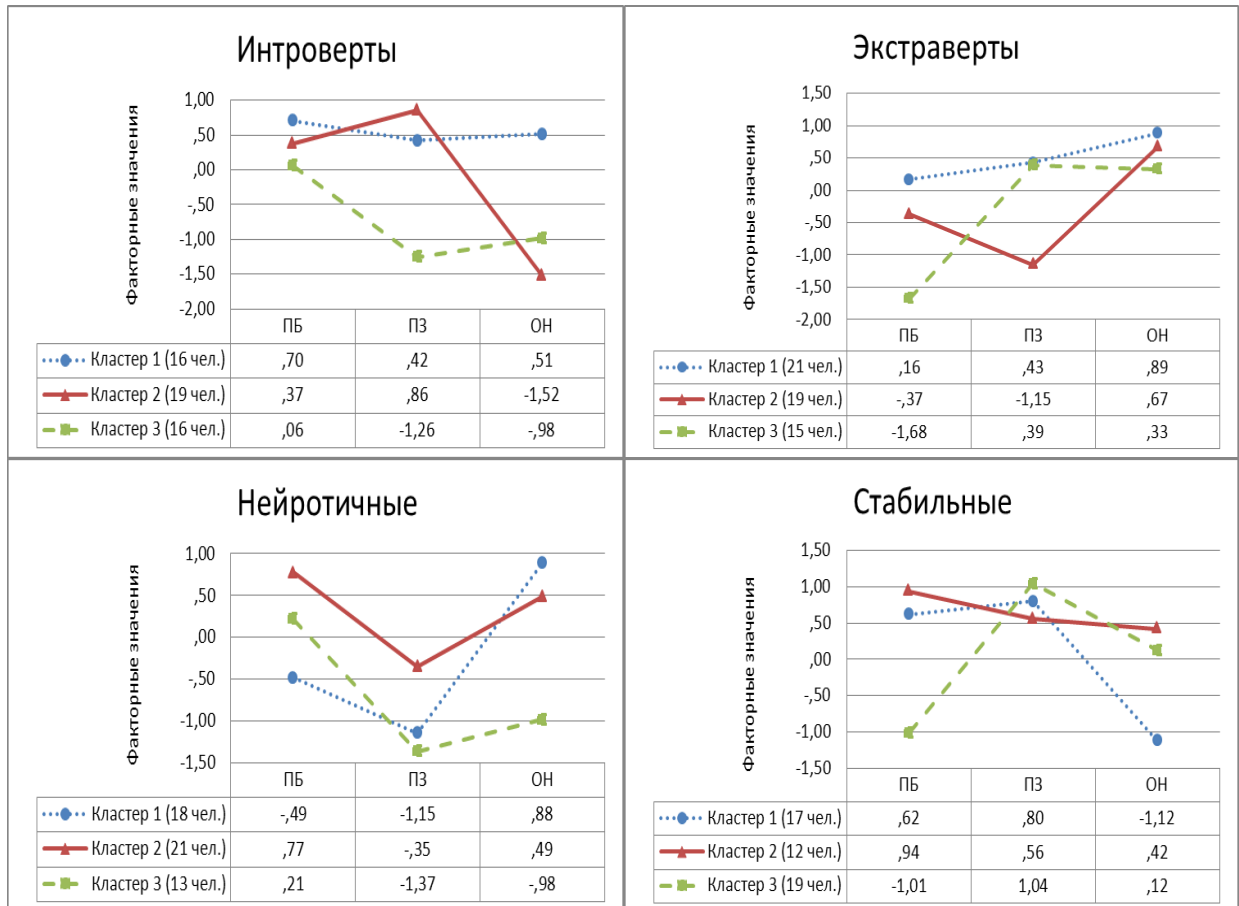 Интроверты
Факторные значения
1,00
,50
,00
-,50
-1,00
-1,50
-2,00
ПБ ПЗ ОН
Кластер 1 (16 чел.) ,70 ,42 ,51
Кластер 2 (19 чел.) ,37 ,86 -1,52
Кластер 3 (16 чел.) ,06 -1,26 -,98
Экстраверты
Факторные значения
1,50
1,00
,50
,00
-,50
-1,00
-1,50
-2,00
ПБ ПЗ ОН
Кластер 1 (21 чел.) ,16 ,43 ,89
Кластер 2 (19 чел.) -,37 -1,15 ,67
Кластер 3 (15 чел.) -1,68 ,39 ,33
Нейротичные
Факторные значения
1,00
,50
,00
-,50
-1,00
-1,50
ПБ ПЗ ОН
Кластер 1 (18 чел.) -,49 -1,15 ,88
Кластер 2 (21 чел.) ,77 -,35 ,49
Кластер 3 (13 чел.) ,21 -1,37 -,98
Стабильные
Факторные значения
1,50
1,00
,50
,00
-,50
-1,00
-1,50
ПБ ПЗ ОН
Кластер 1 (17 чел.) ,62 ,80 -1,12
Кластер 2 (12 чел.) ,94 ,56 ,42
Кластер 3 (19 чел.) -1,01 1,04 ,12